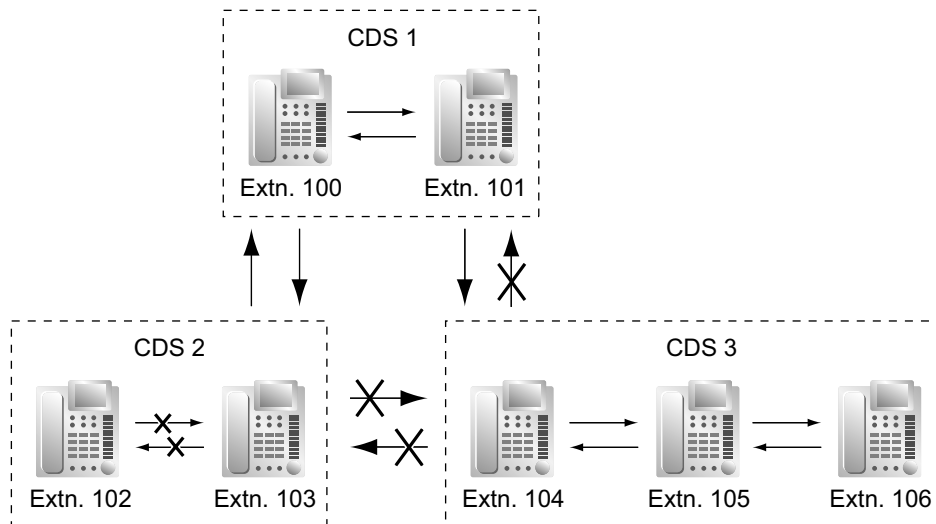 CDS 1
Extn. 100
Extn. 101
CDS 2
CDS 3
Extn. 102
Extn. 103
Extn. 104
Extn. 105
Extn. 106